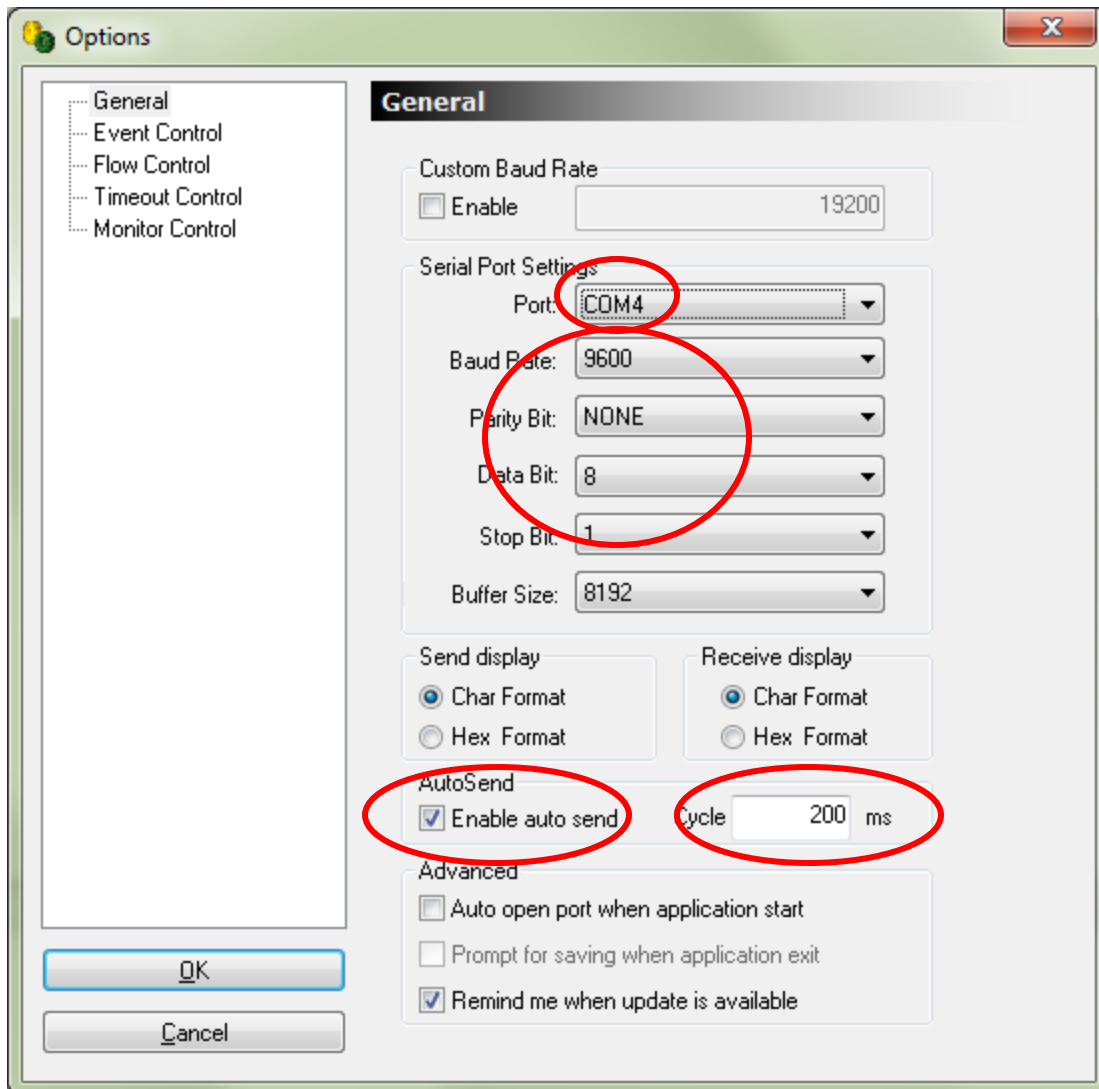 Options
General
Event Control
Flow Control
Timeout Control
Monitor Control
OK
Cancel
General
Custom Baud Rate
Enable 19200
Serial Port Settings
Port: COM4
Baud Rate: 9600
Parity Bit: NONE
Data Bit: 8
Stop Bit: 1
Buffer Size: 8192
Send display
Char Format
Hex Format
Receive display
Char Format
Hex Format
AutoSend
Enable auto send Cycle 200 ms
Advanced
Auto open port when application start
Prompt for saving when application exit
Remind me when update is available